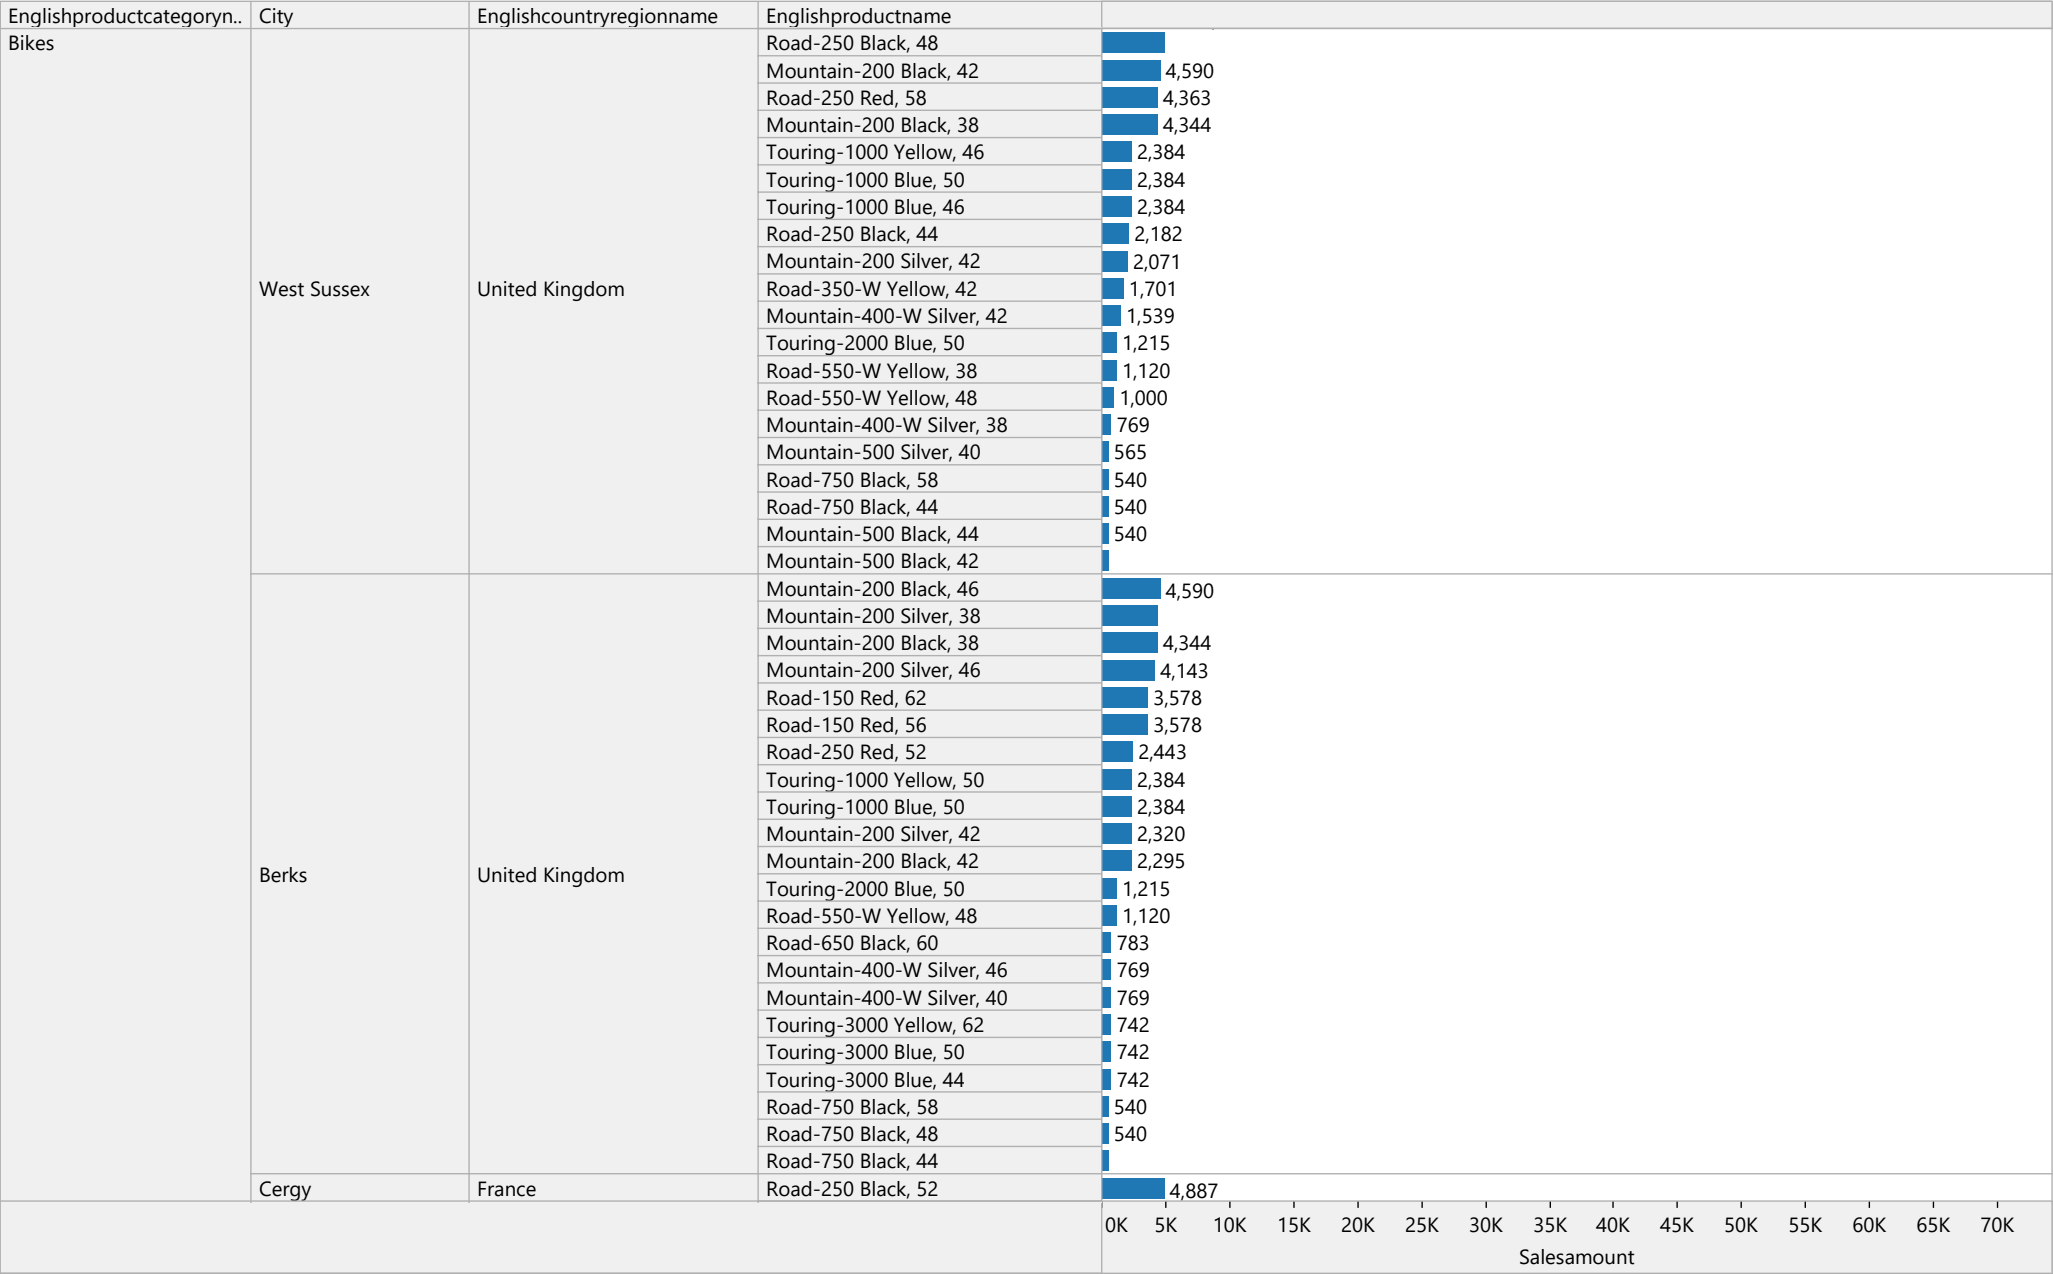 Englishproductcategoryn.. City Englishcountryregionname Englishproductname
Bikes Road-250 Black, 48
Mountain-200 Black, 42 4,590
Road-250 Red, 58 4,363
Mountain-200 Black, 38 4,344
Touring-1000 Yellow, 46 2,384
Touring-1000 Blue, 50 2,384
Touring-1000 Blue, 46 2,384
Road-250 Black, 44 2,182
Mountain-200 Silver, 42 2,071
West Sussex United Kingdom Road-350-W Yellow, 42 1,701
Mountain-400-W Silver, 42 1,539
Touring-2000 Blue, 50 1,215
Road-550-W Yellow, 38 1,120
Road-550-W Yellow, 48 1,000
Mountain-400-W Silver, 38 769
Mountain-500 Silver, 40 565
Road-750 Black, 58 540
Road-750 Black, 44 540
Mountain-500 Black, 44 540
Mountain-500 Black, 42
Mountain-200 Black, 46 4,590
Mountain-200 Silver, 38
Mountain-200 Black, 38 4,344
Mountain-200 Silver, 46 4,143
Road-150 Red, 62 3,578
Road-150 Red, 56 3,578
Road-250 Red, 52 2,443
Touring-1000 Yellow, 50 2,384
Touring-1000 Blue, 50 2,384
Mountain-200 Silver, 42 2,320
Mountain-200 Black, 42 2,295
Berks United Kingdom
Touring-2000 Blue, 50 1,215
Road-550-W Yellow, 48 1,120
Road-650 Black, 60 783
Mountain-400-W Silver, 46 769
Mountain-400-W Silver, 40 769
Touring-3000 Yellow, 62 742
Touring-3000 Blue, 50 742
Touring-3000 Blue, 44 742
Road-750 Black, 58 540
Road-750 Black, 48 540
Road-750 Black, 44
Cergy France Road-250 Black, 52 4,887
0K 5K 10K 15K 20K 25K 30K 35K 40K 45K 50K 55K 60K 65K 70K
Salesamount